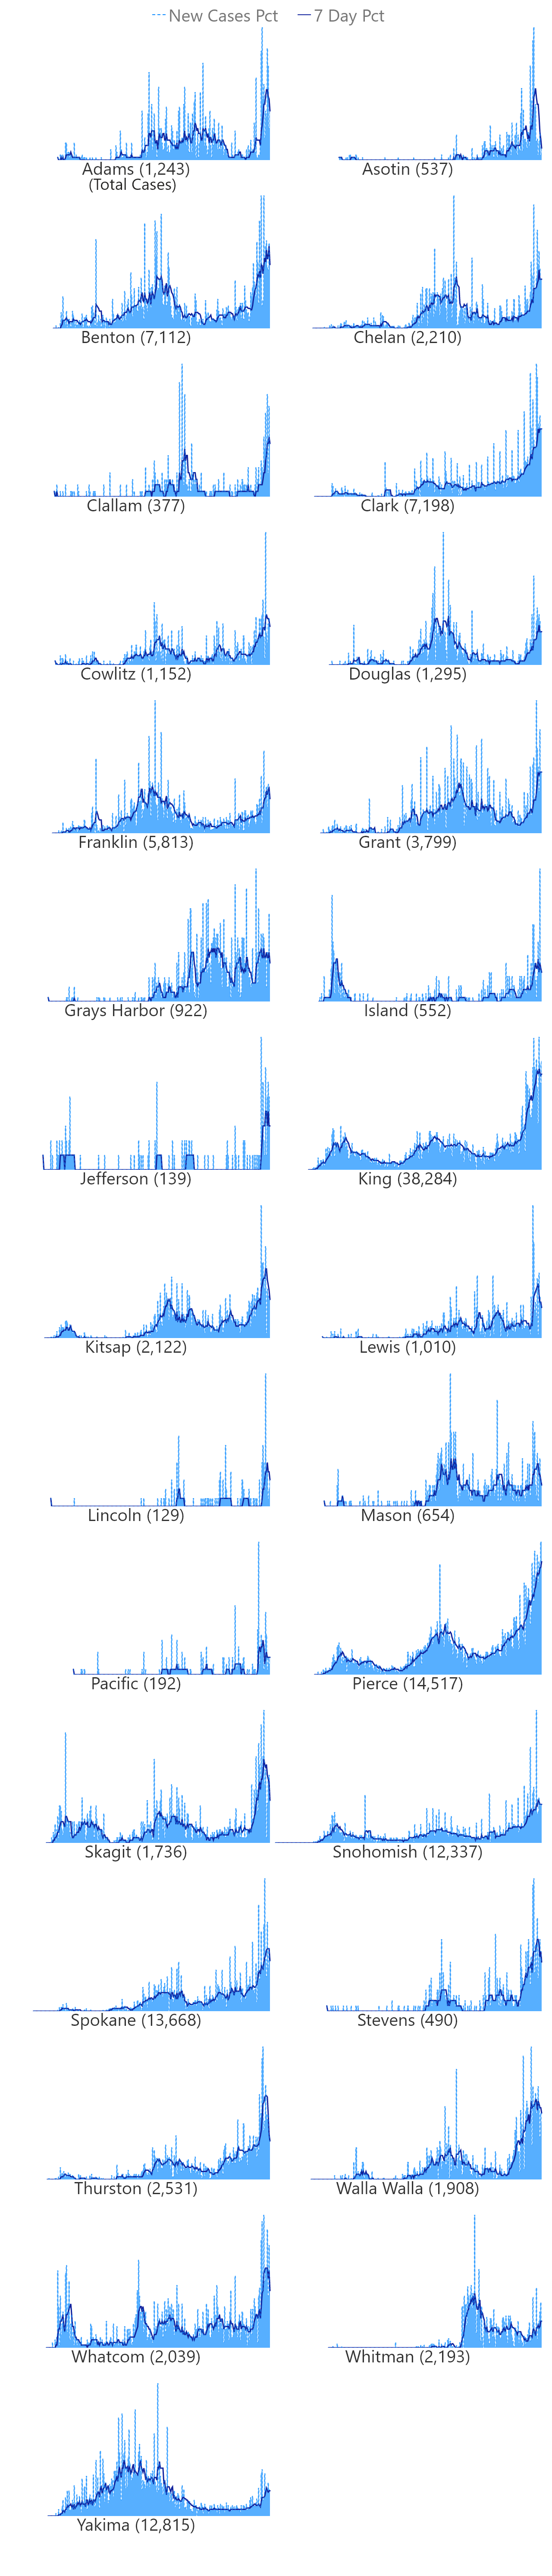 New Cases Pct 7 Day Pct
Adams (1,243)
(Total Cases)
Asotin (537)
Benton (7,112)
Chelan (2,210)
Clallam (377)
Clark (7,198)
Cowlitz (1,152)
Douglas (1,295)
Franklin (5,813)
Grant (3,799)
Grays Harbor (922)
Island (552)
Jefferson (139)
King (38,284)
Kitsap (2,122)
Lewis (1,010)
Lincoln (129)
Mason (654)
Pacific (192)
Pierce (14,517)
Skagit (1,736)
Snohomish (12,337)
Spokane (13,668)
Stevens (490)
Thurston (2,531)
Walla Walla (1,908)
Whatcom (2,039)
Whitman (2,193)
Yakima (12,815)